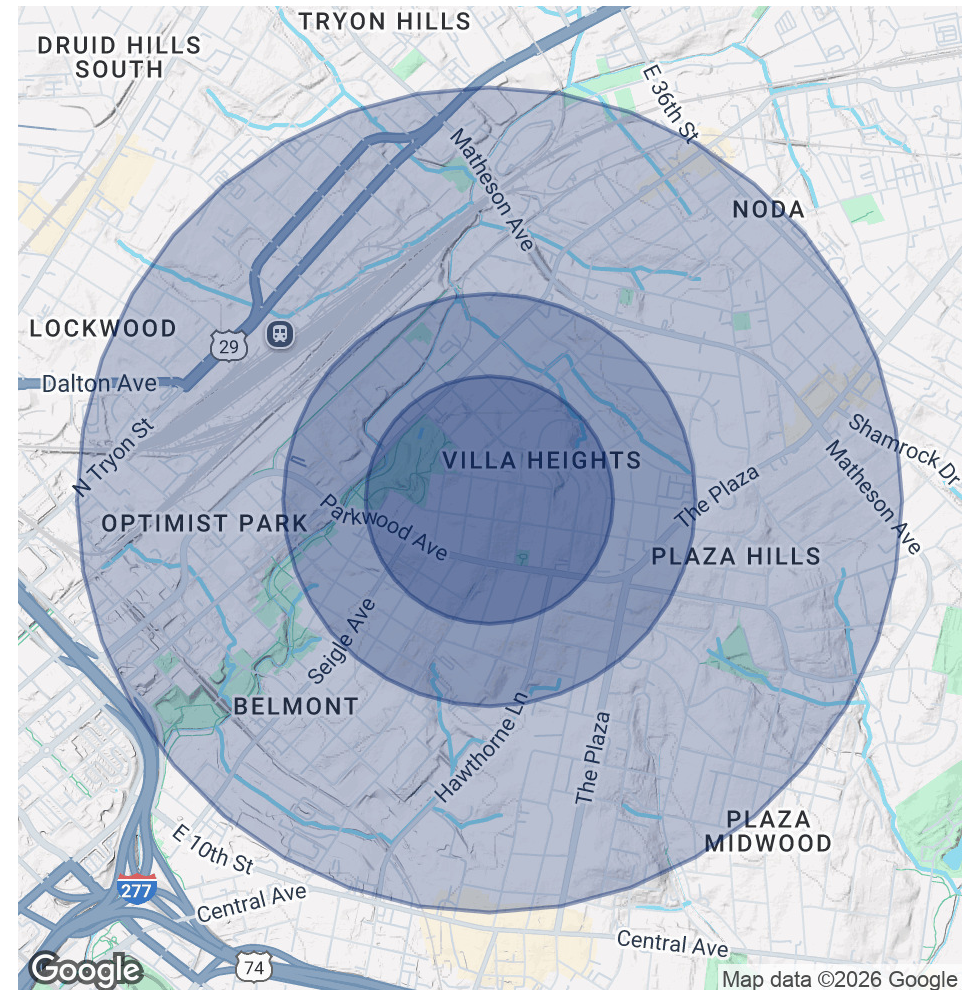 TRYON HILLS
DRUID HILLS
SOUTH
E 36th St
Matheson Ave
NODA
LOCKWOOD
29
Dalton Ave
N Tryon St
VILLA HEIGHTS
Shamrock Dr
Matheson Ave
The Plaza
OPTIMIST PARK
Parkwood Ave
PLAZA HILLS
Seigle Ave
BELMONT
Hawthorne Ln
The Plaza
PLAZA
MIDWOOD
E 10th St
277
Central Ave
Central Ave
74
Google
Map data ©2026 Google